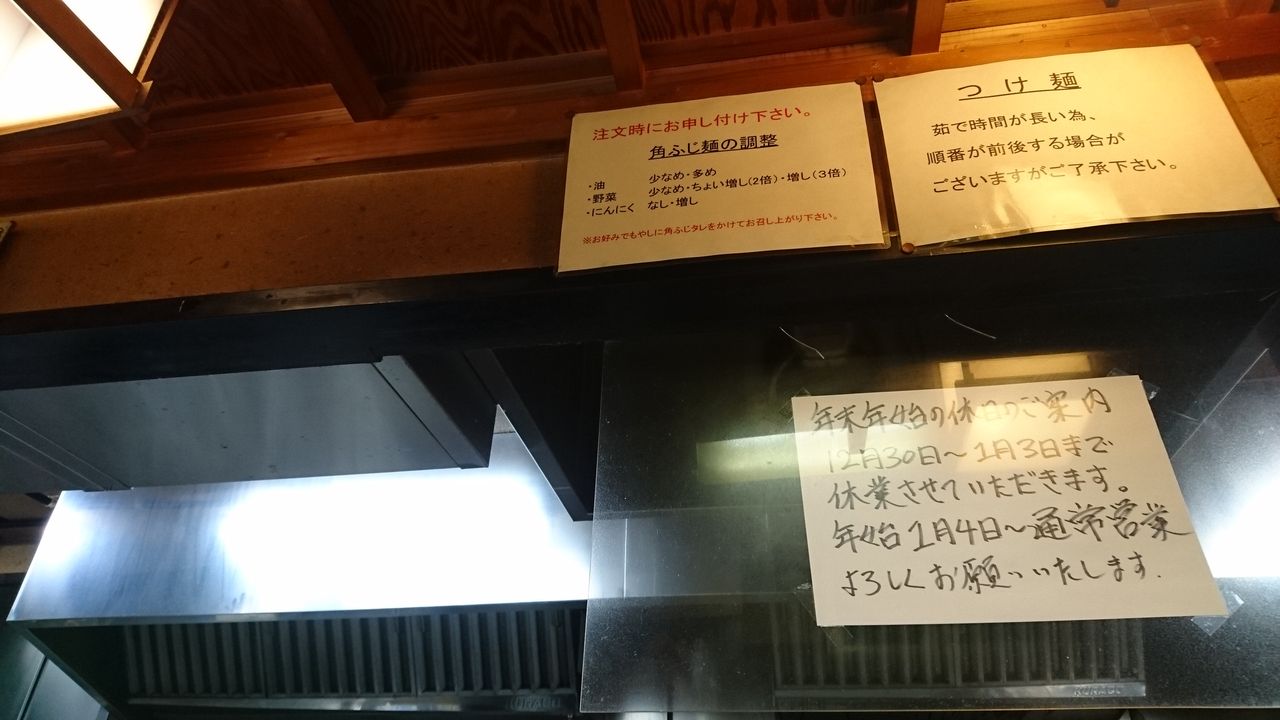 注文時にお申し付け下さい。
角ふじ麺の調整
・油 少なめ・多め
・野菜 少なめ・ちょい増し(2倍)・増し(3倍)
・にんにく なし・増し
※お好みでもやしに角ふじタレをかけてお召し上がり下さい。
つけ麺
茹で時間が長い為、
順番が前後する場合が
ございますがご了承下さい。
年末年始の休日のご案内
12月30日～1月3日まで
休業させていただきます。
年始1月4日～通常営業
よろしくお願いいたします.